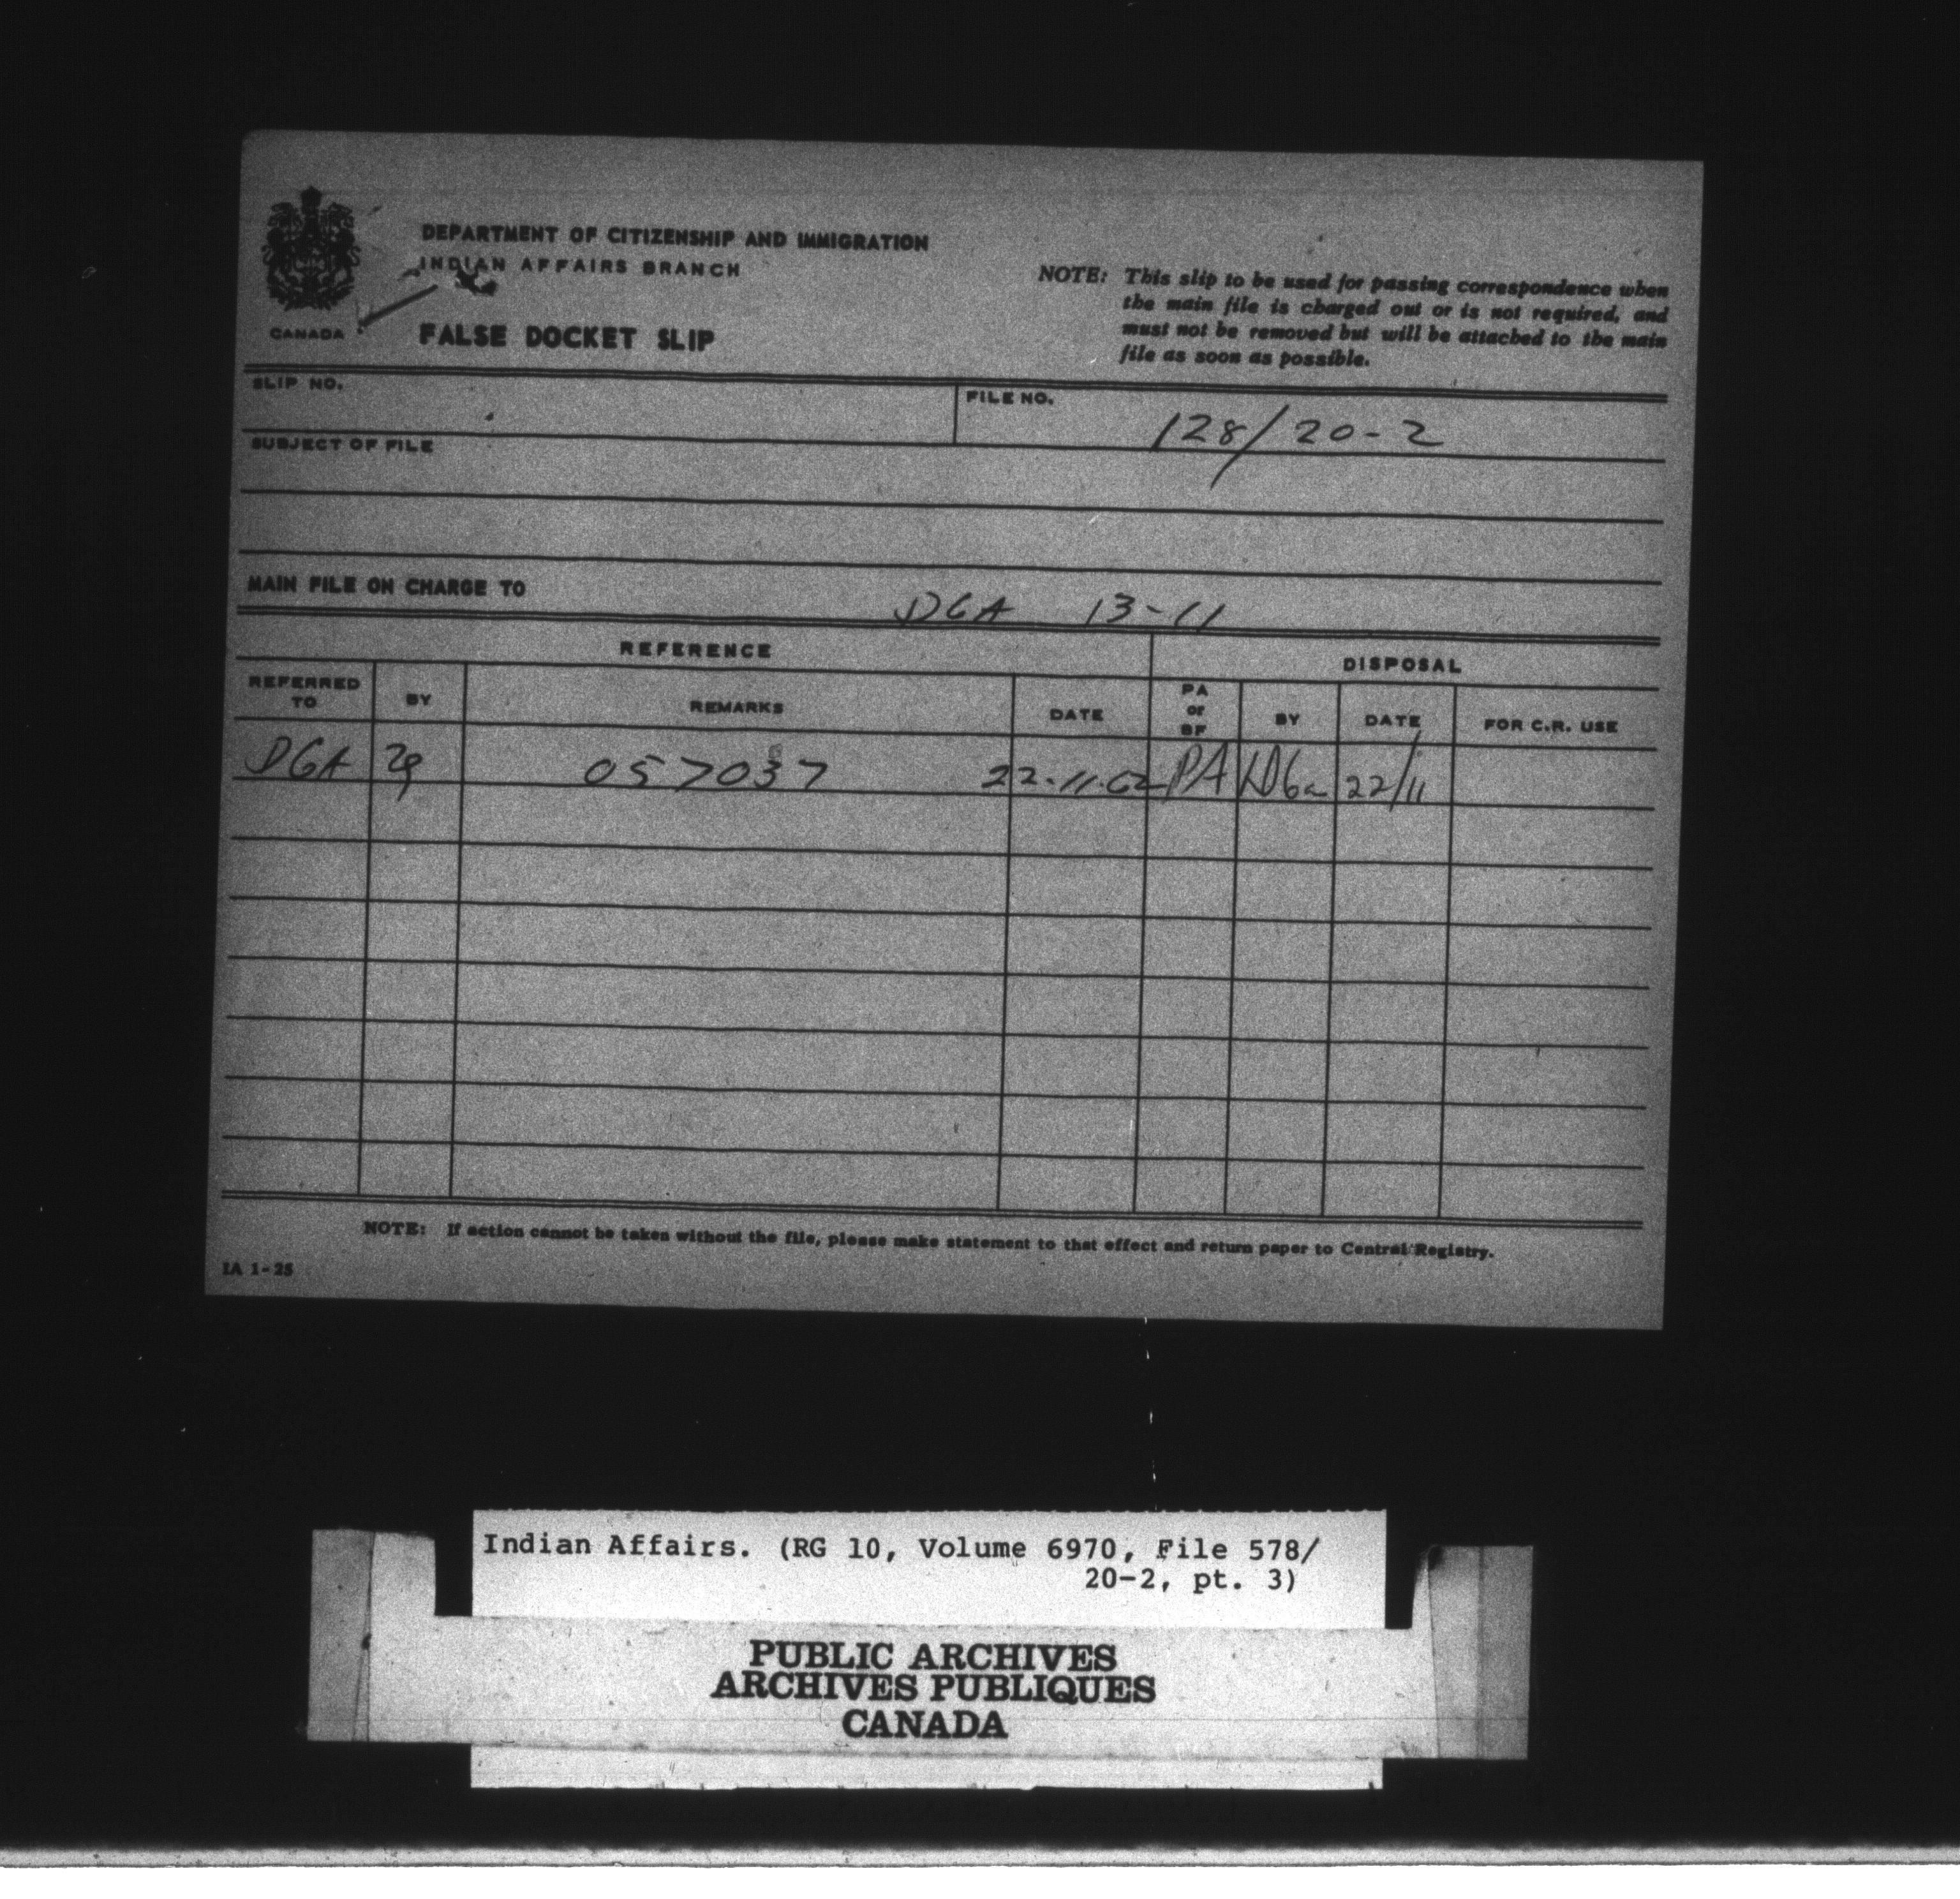 DEPARTMENT OF CITIZENSHIP AND IMMIGRATION
INDIAN AFFAIRS BRANCH
CANADA
FALSE DOCKET SLIP
NOTE: This slip to be used for passing correspondence when
the main file is charged out or is not required, and
must not be removed but will be attached to the main
file as soon as possible.
SLIP NO.
FILE NO. 128/20-2
SUBJECT OF FILE
MAIN FILE ON CHARGE TO DGA 13-11
REFERENCE DISPOSAL
REFERRED TO BY REMARKS DATE PA or BF BY DATE FOR C.R. USE
DGA 057037 22-11-62 PA 22/11
NOTE: If action cannot be taken without the file, please make statement to that effect and return paper to Central Registry.
IA 1-25
Indian Affairs. (RG 10, Volume 6970, File 578/
20-2, pt. 3)
PUBLIC ARCHIVES
ARCHIVES PUBLIQUES
CANADA